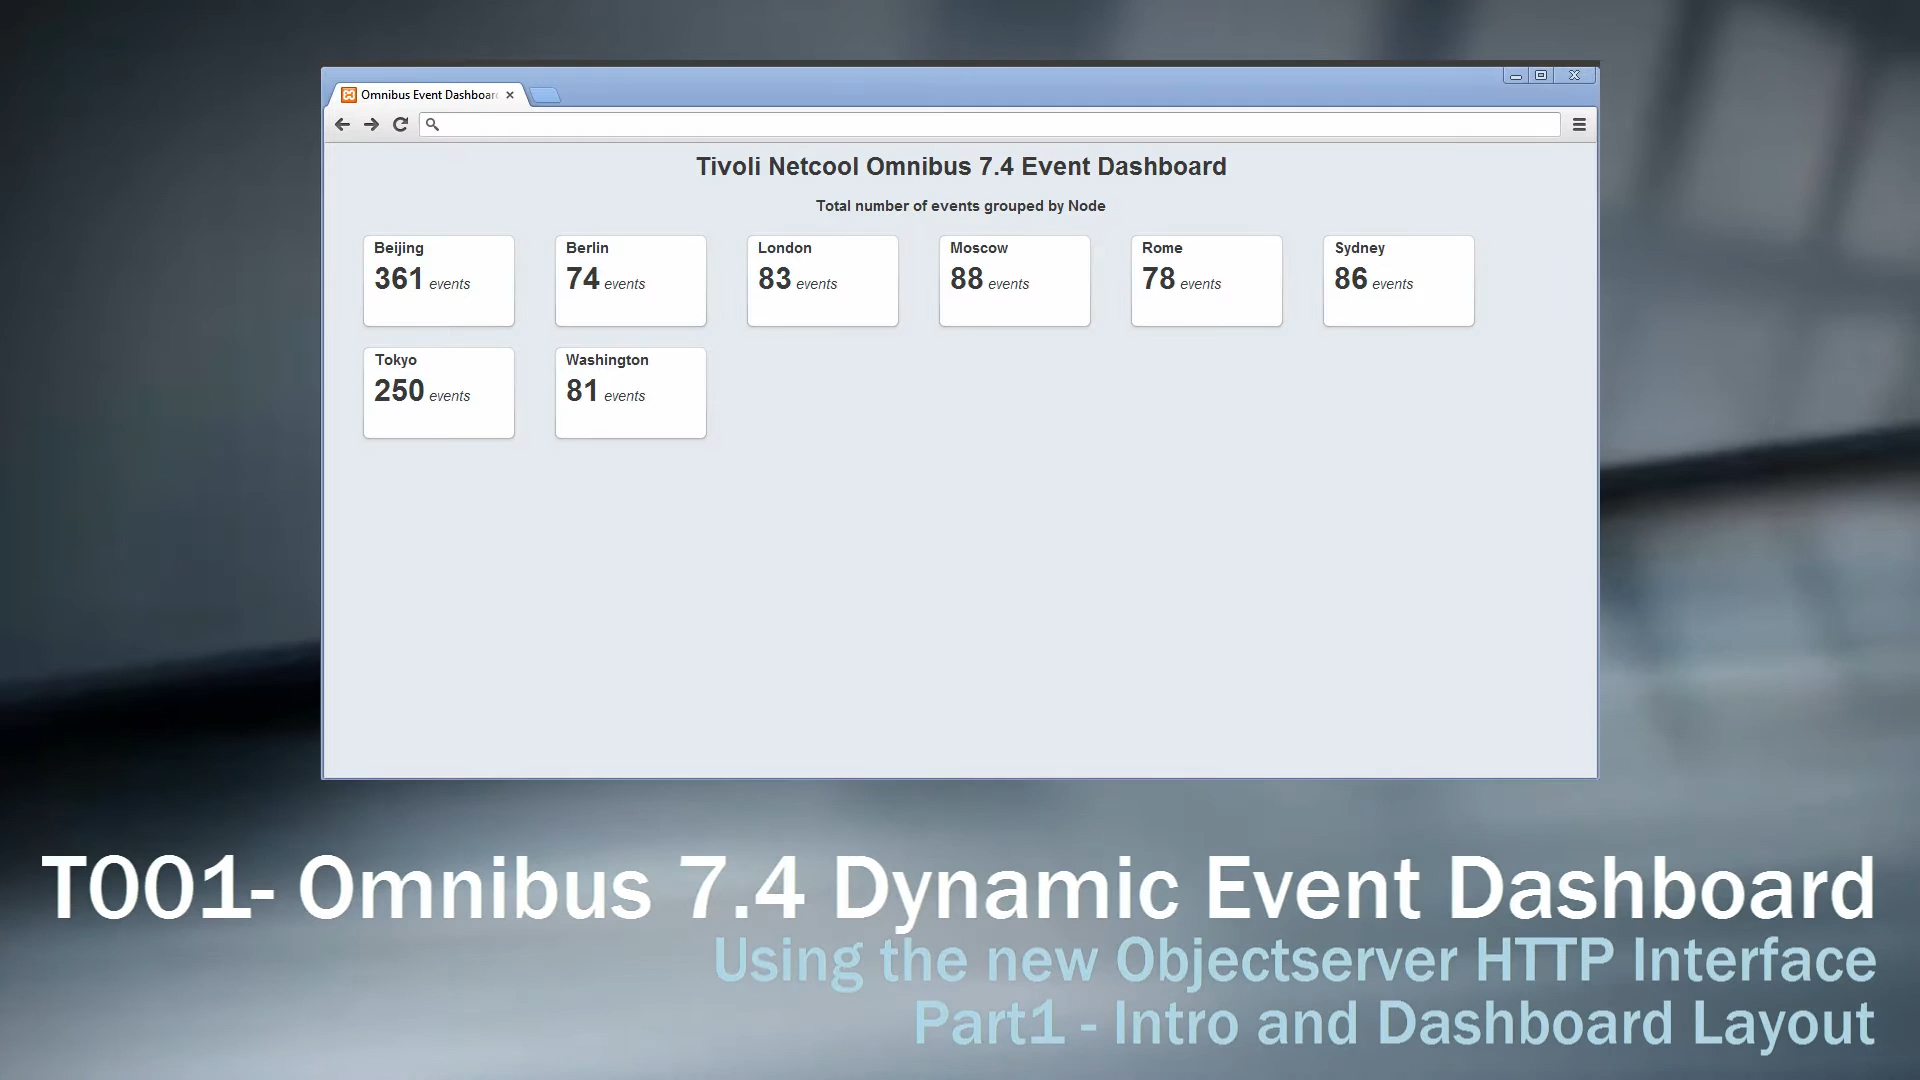 Omnibus Event Dashboar
Tivoli Netcool Omnibus 7.4 Event Dashboard
Total number of events grouped by Node
Beijing
361 events
Berlin
74 events
London
83 events
Moscow
88 events
Rome
78 events
Sydney
86 events
Tokyo
250 events
Washington
81 events
T001- Omnibus 7.4 Dynamic Event Dashboard
Using the new Objectserver HTTP Interface
Part1 - Intro and Dashboard Layout